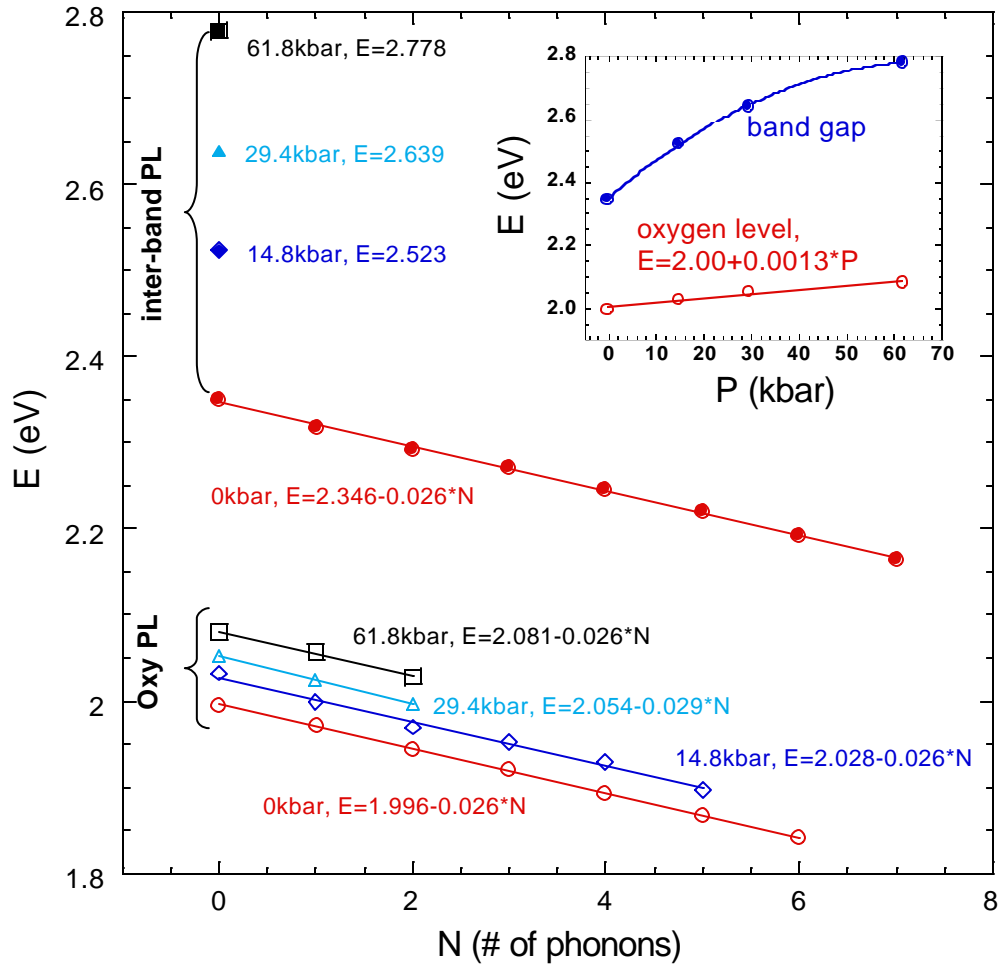 2.8
2.6
2.4
2.2
2
1.8
E (eV)
inter-band PL
Oxy PL
61.8kbar, E=2.778
29.4kbar, E=2.639
14.8kbar, E=2.523
0kbar, E=2.346-0.026*N
61.8kbar, E=2.081-0.026*N
29.4kbar, E=2.054-0.029*N
14.8kbar, E=2.028-0.026*N
0kbar, E=1.996-0.026*N
0 2 4 6 8
N (# of phonons)
2.8
2.6
2.4
2.2
2.0
E (eV)
band gap
oxygen level,
E=2.00+0.0013*P
0 10 20 30 40 50 60 70
P (kbar)